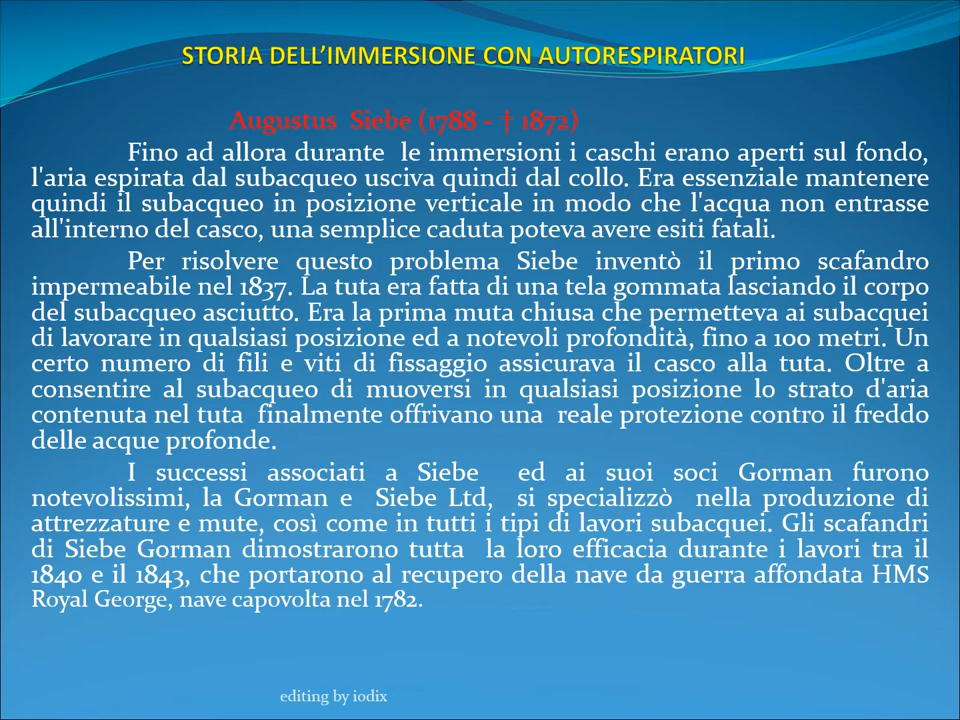 STORIA DELL’IMMERSIONE CON AUTORESPIRATORI
Augustus Siebe (1788 - † 1872)
Fino ad allora durante le immersioni i caschi erano aperti sul fondo,
l'aria espirata dal subacqueo usciva quindi dal collo. Era essenziale mantenere
quindi il subacqueo in posizione verticale in modo che l'acqua non entrasse
all'interno del casco, una semplice caduta poteva avere esiti fatali.
Per risolvere questo problema Siebe inventò il primo scafandro
impermeabile nel 1837. La tuta era fatta di una tela gommata lasciando il corpo
del subacqueo asciutto. Era la prima muta chiusa che permetteva ai subacquei
di lavorare in qualsiasi posizione ed a notevoli profondità, fino a 100 metri. Un
certo numero di fili e viti di fissaggio assicurava il casco alla tuta. Oltre a
consentire al subacqueo di muoversi in qualsiasi posizione lo strato d'aria
contenuta nel tuta finalmente offrivano una reale protezione contro il freddo
delle acque profonde.
I successi associati a Siebe ed ai suoi soci Gorman furono
notevolissimi, la Gorman e Siebe Ltd, si specializzò nella produzione di
attrezzature e mute, così come in tutti i tipi di lavori subacquei. Gli scafandri
di Siebe Gorman dimostrarono tutta la loro efficacia durante i lavori tra il
1840 e il 1843, che portarono al recupero della nave da guerra affondata HMS
Royal George, nave capovolta nel 1782.
editing by iodix